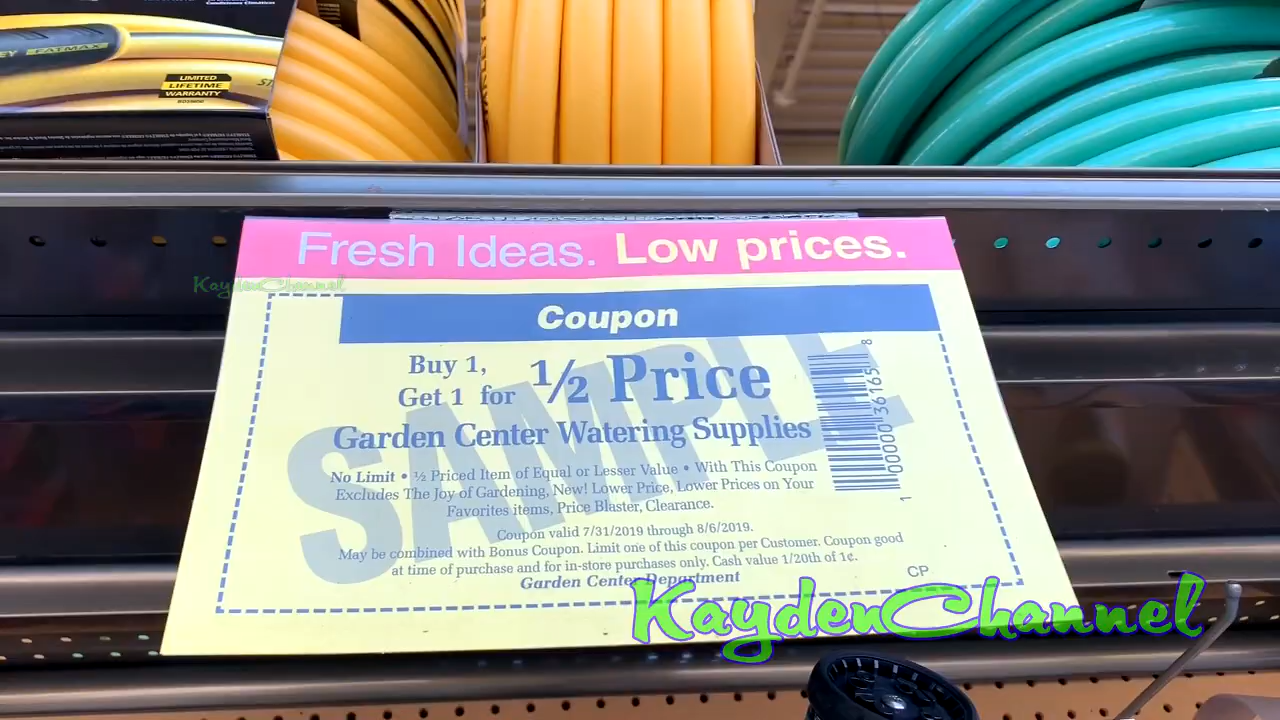 FATMAX
LIMITED
LIFETIME
WARRANTY
Fresh Ideas. Low prices.
KaydenChannel
Coupon
SAMPLE
Buy 1,
Get 1 for 1/2 Price
Garden Center Watering Supplies
No Limit • ½ Priced Item of Equal or Lesser Value • With This Coupon
Excludes The Joy of Gardening, New! Lower Price, Lower Prices on Your
Favorites items, Price Blaster, Clearance.
Coupon valid 7/31/2019 through 8/6/2019.
May be combined with Bonus Coupon. Limit one of this coupon per Customer. Coupon good
at time of purchase and for in-store purchases only. Cash value 1/20th of 1¢.
Garden Center Department
CP
1 00000 36165 8
KaydenChannel